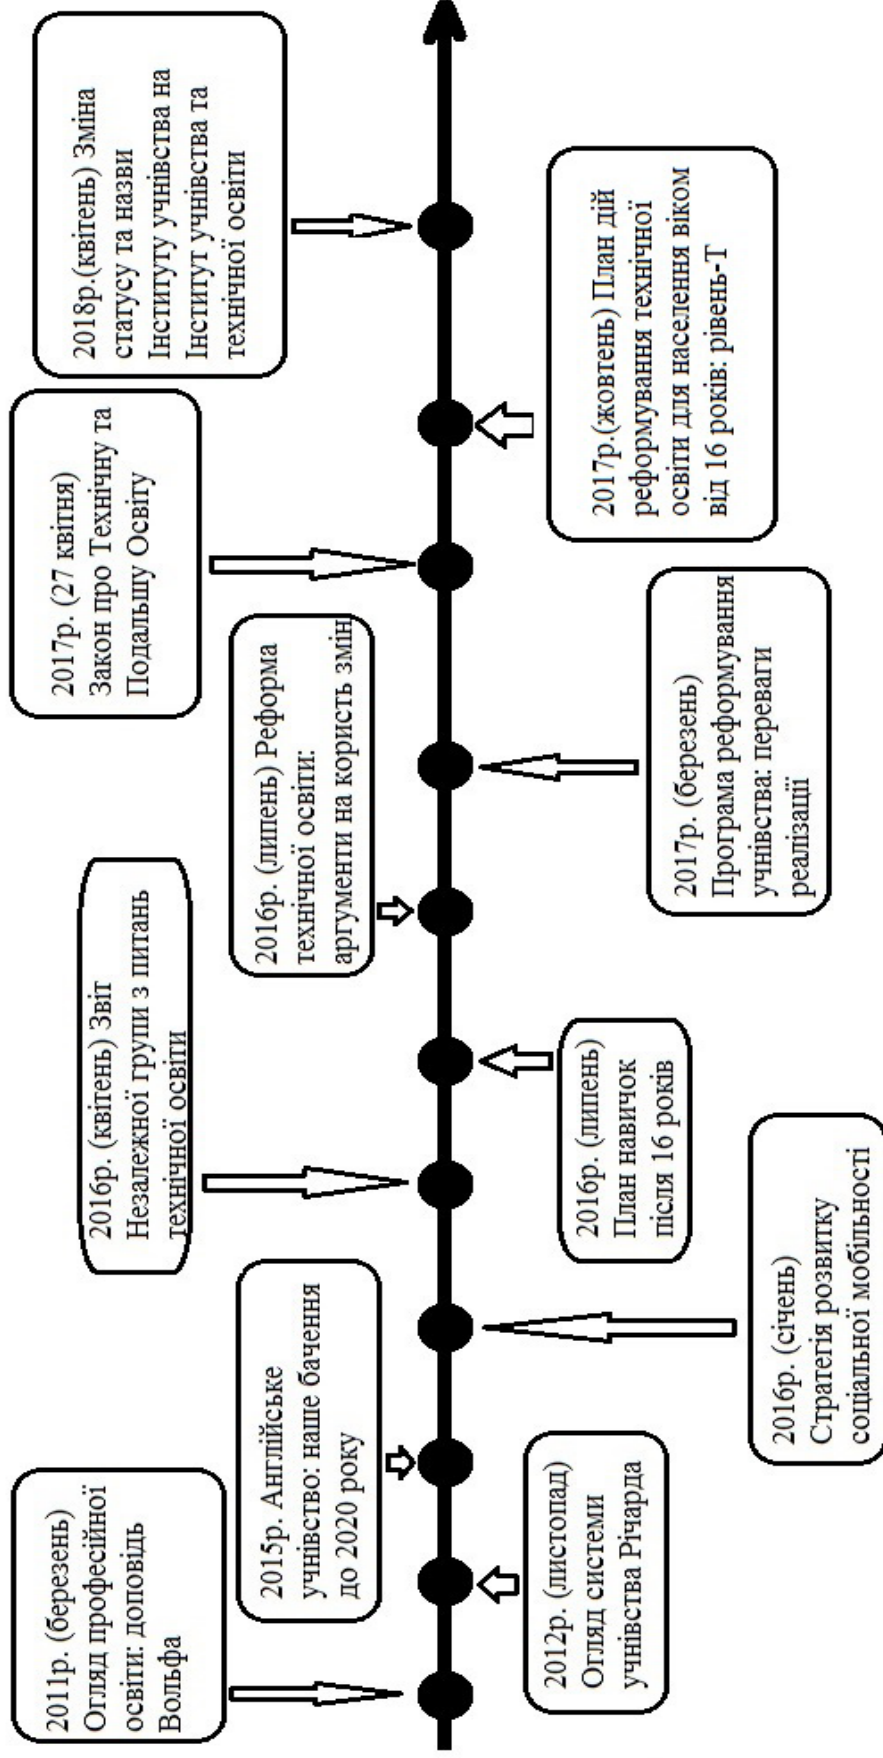 2011р. (березень)
Огляд професійної
освіти: доповідь
Вольфа
2012р. (листопад)
Огляд системи
учнівства Річарда
2015р. Англійське
учнівство: наше бачення
до 2020 року
2016р. (січень)
Стратегія розвитку
соціальної мобільності
2016р. (квітень) Звіт
Незалежної групи з питань
технічної освіти
2016р. (липень)
План навичок
після 16 років
2016р. (липень) Реформа
технічної освіти:
аргументи на користь змін
2017р. (березень)
Програма реформування
учнівства: переваги
реалізації
2017р. (27 квітня)
Закон про Технічну та
Подальшу Освіту
2017р.(жовтень) План дій
реформування технічної
освіти для населення віком
від 16 років: рівень-Т
2018р.(квітень) Зміна
статусу та назви
Інституту учнівства на
Інститут учнівства та
технічної освіти